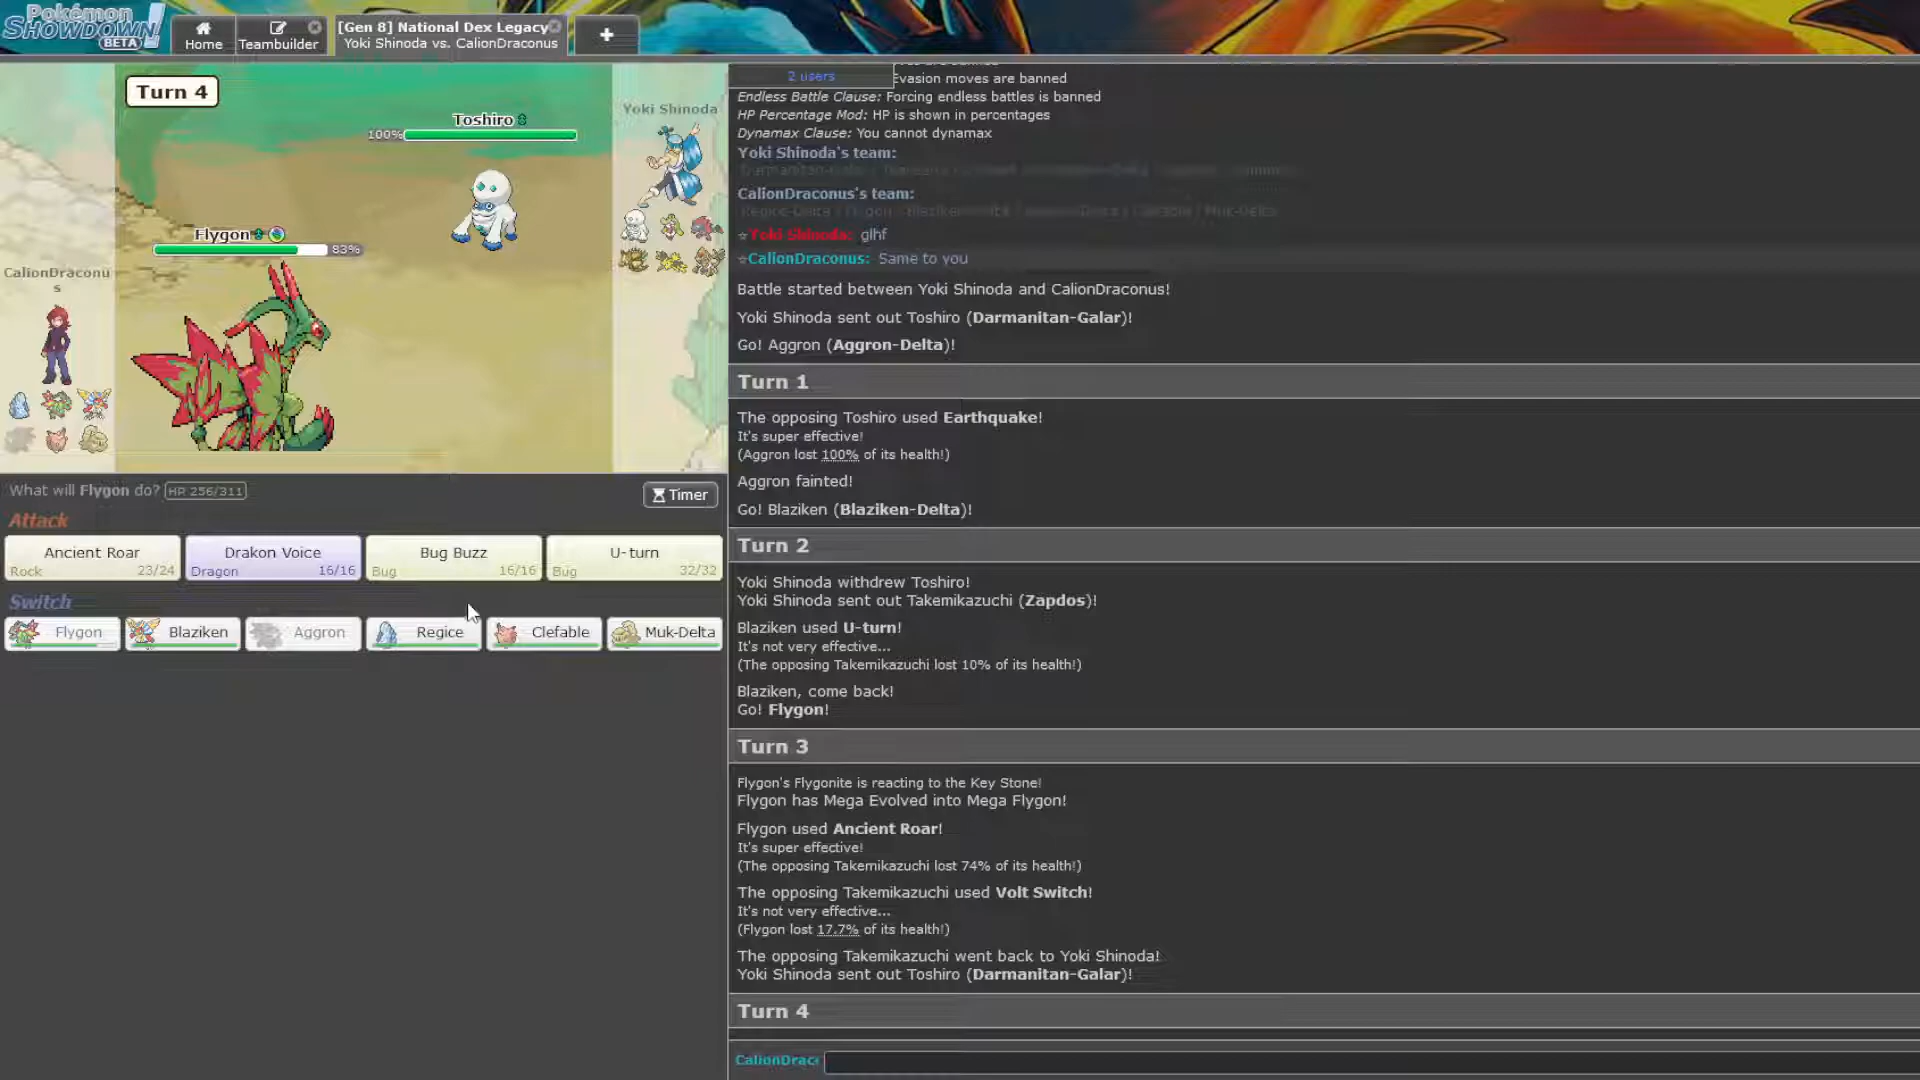 Pokémon
SHOWDOWN!
BETA
Home
Teambuilder
[Gen 8] National Dex Legacy
Yoki Shinoda vs. CalionDraconus
+
Turn 4
Toshiro
100%
Flygon
83%
Yoki Shinoda
CalionDraconu
s
What will Flygon do? HP 256/311
Timer
Attack
Ancient Roar
Rock 23/24
Drakon Voice
Dragon 16/16
Bug Buzz
Bug 16/16
U-turn
Bug 32/32
Switch
Flygon
Blaziken
Aggron
Regice
Clefable
Muk-Delta
2 users
Evasion moves are banned
Endless Battle Clause: Forcing endless battles is banned
HP Percentage Mod: HP is shown in percentages
Dynamax Clause: You cannot dynamax
Yoki Shinoda's team:
CalionDraconus's team:
☆Yoki Shinoda: glhf
☆CalionDraconus: Same to you
Battle started between Yoki Shinoda and CalionDraconus!
Yoki Shinoda sent out Toshiro (Darmanitan-Galar)!
Go! Aggron (Aggron-Delta)!
Turn 1
The opposing Toshiro used Earthquake!
It's super effective!
(Aggron lost 100% of its health!)
Aggron fainted!
Go! Blaziken (Blaziken-Delta)!
Turn 2
Yoki Shinoda withdrew Toshiro!
Yoki Shinoda sent out Takemikazuchi (Zapdos)!
Blaziken used U-turn!
It's not very effective...
(The opposing Takemikazuchi lost 10% of its health!)
Blaziken, come back!
Go! Flygon!
Turn 3
Flygon's Flygonite is reacting to the Key Stone!
Flygon has Mega Evolved into Mega Flygon!
Flygon used Ancient Roar!
It's super effective!
(The opposing Takemikazuchi lost 74% of its health!)
The opposing Takemikazuchi used Volt Switch!
It's not very effective...
(Flygon lost 17.7% of its health!)
The opposing Takemikazuchi went back to Yoki Shinoda!
Yoki Shinoda sent out Toshiro (Darmanitan-Galar)!
Turn 4
CalionDrac